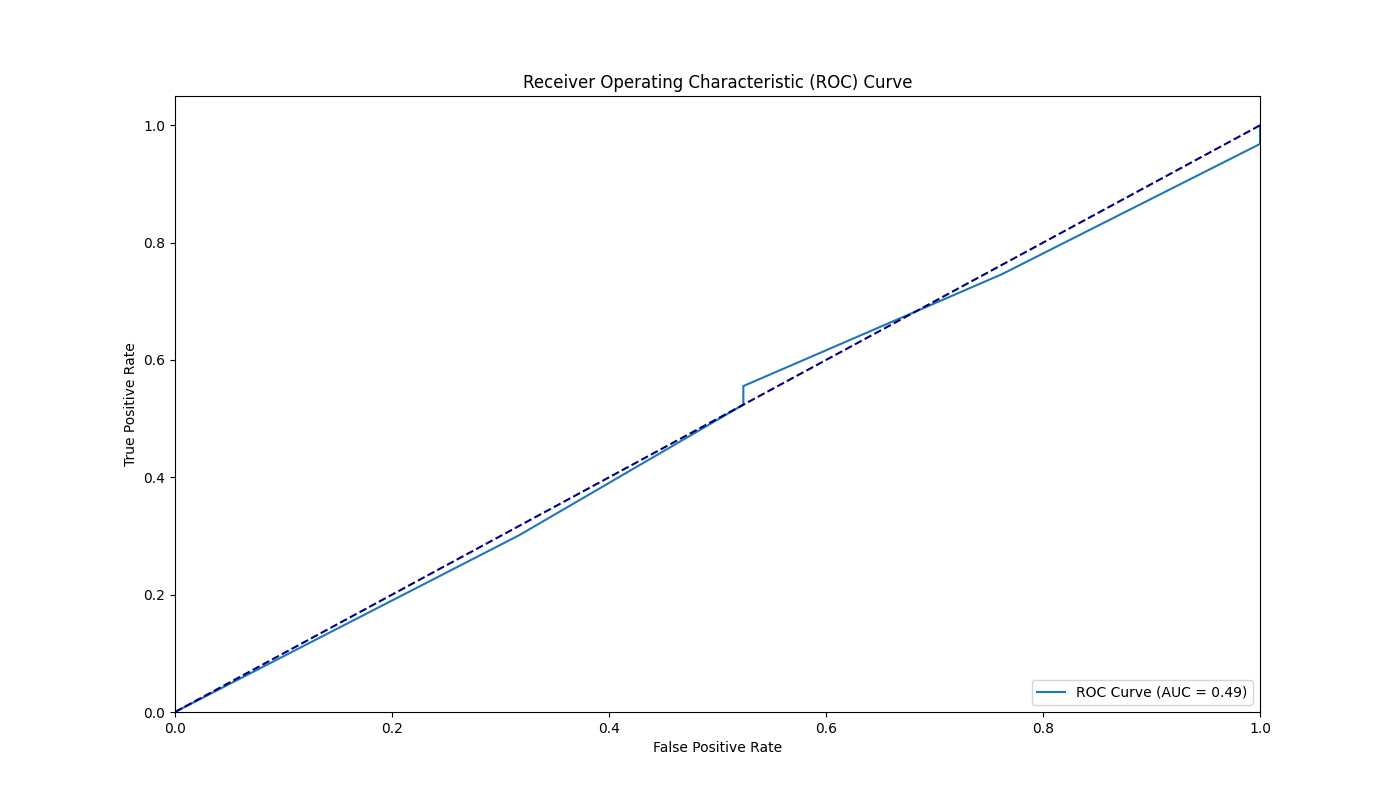 Receiver Operating Characteristic (ROC) Curve
1.0
0.8
0.6
0.4
0.2
0.0
True Positive Rate
ROC Curve (AUC = 0.49)
0.0 0.2 0.4 0.6 0.8 1.0
False Positive Rate